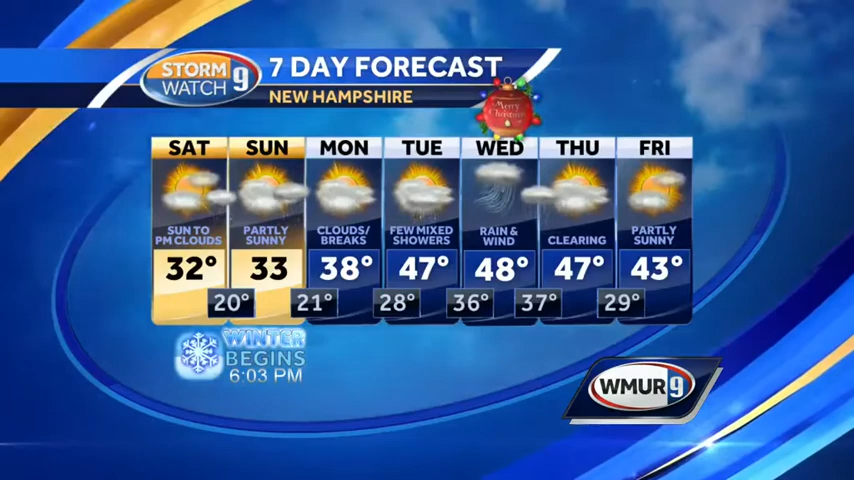 STORM
WATCH 9
7 DAY FORECAST
NEW HAMPSHIRE
Merry
Christmas
SAT SUN MON TUE WED THU FRI
SUN TO PM CLOUDS
PARTLY SUNNY
CLOUDS/ BREAKS
FEW MIXED SHOWERS
RAIN & WIND
CLEARING
PARTLY SUNNY
32° 33 38° 47° 48° 47° 43°
20° 21° 28° 36° 37° 29°
WINTER
BEGINS
6:03 PM
WMUR 9